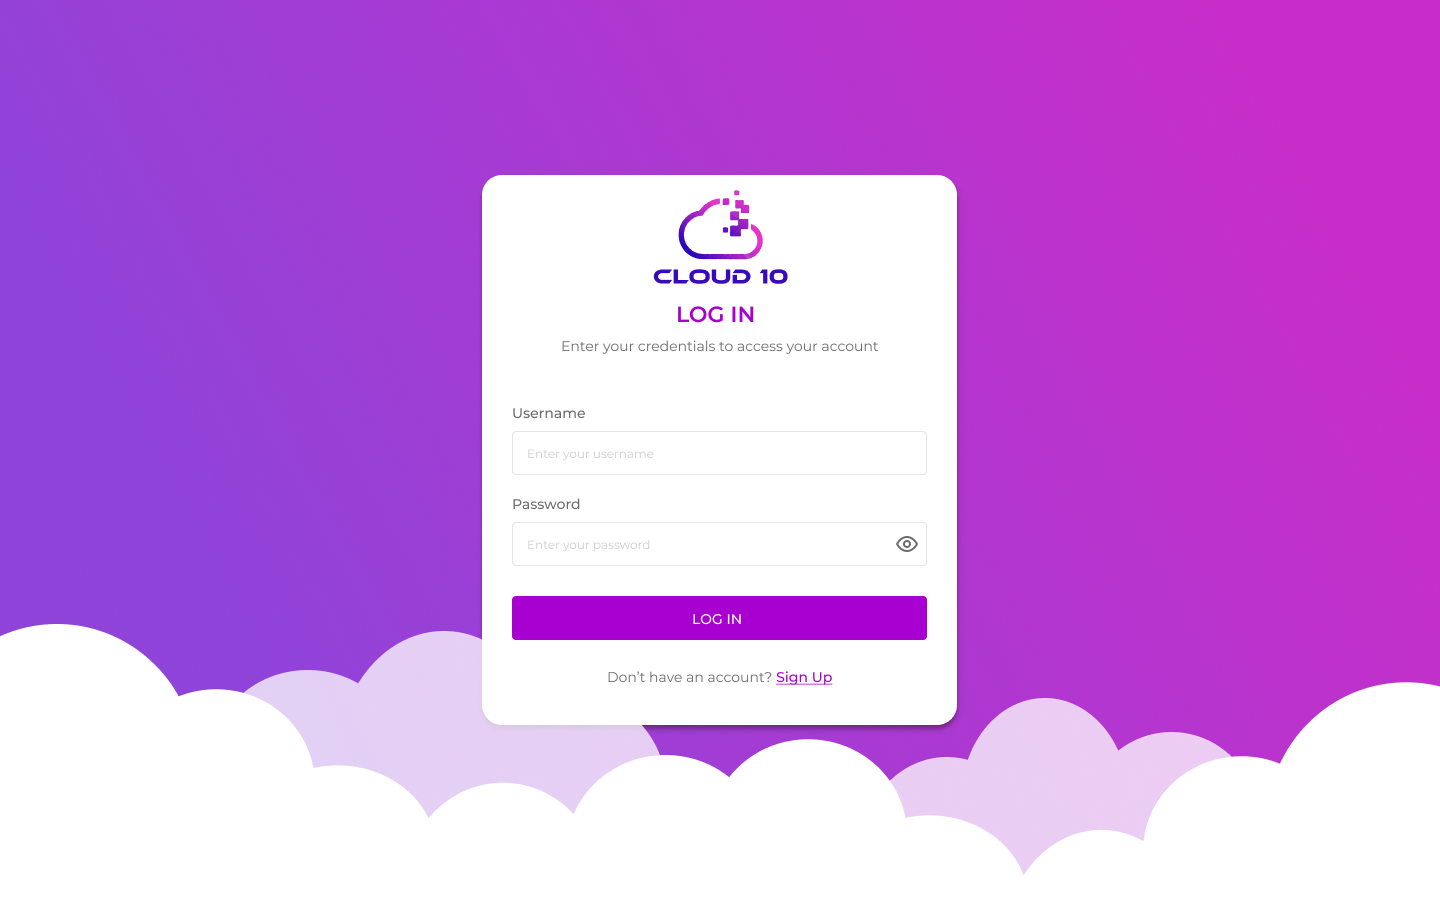 CLOUD 10
LOG IN
Enter your credentials to access your account
Username
Enter your username
Password
Enter your password
LOG IN
Don’t have an account? Sign Up